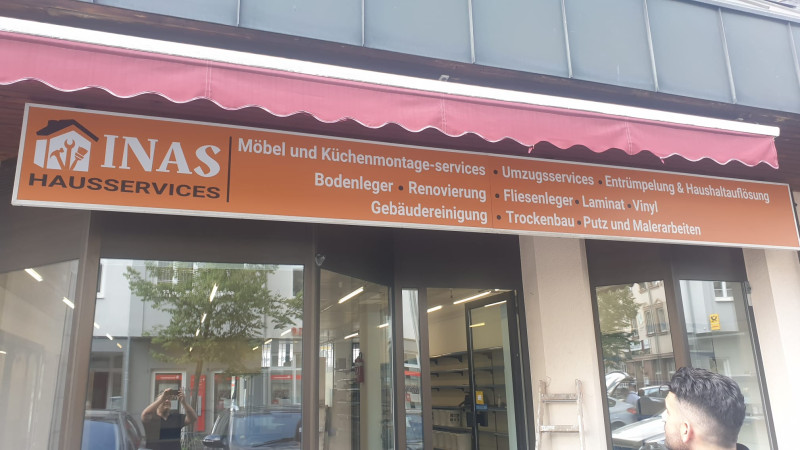 INAS
HAUSSERVICES
Möbel und Küchenmontage-services • Umzugsservices • Entrümpelung & Haushaltauflösung
Bodenleger • Renovierung • Fliesenleger • Laminat • Vinyl
Gebäudereinigung • Trockenbau • Putz und Malerarbeiten